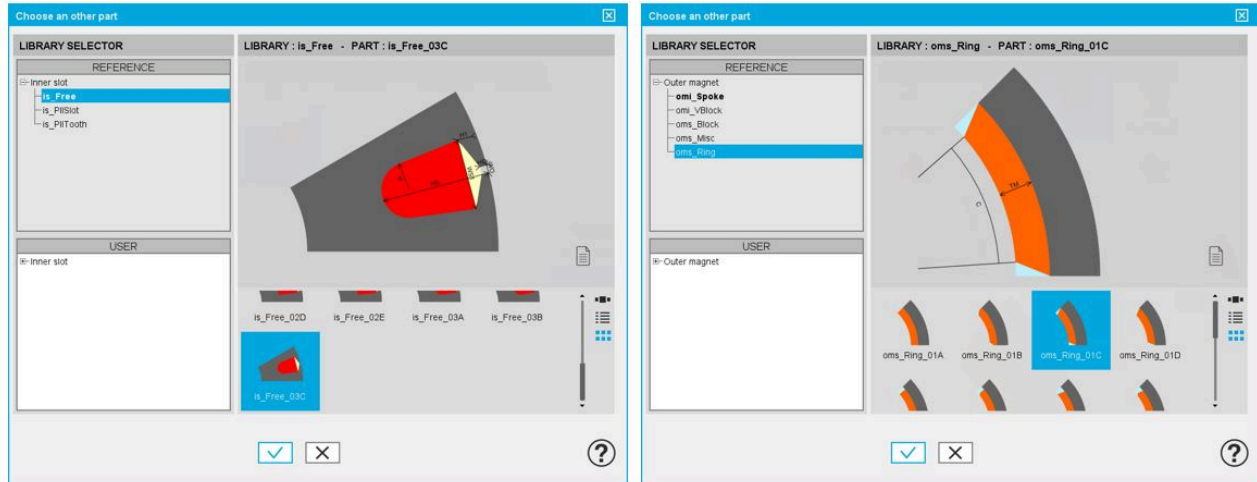 Choose an other part
LIBRARY SELECTOR
REFERENCE
Inner slot
is_Free
is_PllSlot
is_PllTooth
USER
Inner slot
LIBRARY : is_Free - PART : is_Free_03C
is_Free_02D
is_Free_02E
is_Free_03A
is_Free_03B
is_Free_03C
?
Choose an other part
LIBRARY SELECTOR
REFERENCE
Outer magnet
omi_Spoke
omi_VBlock
oms_Block
oms_Misc
oms_Ring
USER
Outer magnet
LIBRARY : oms_Ring - PART : oms_Ring_01C
TM
C
oms_Ring_01A
oms_Ring_01B
oms_Ring_01C
oms_Ring_01D
?